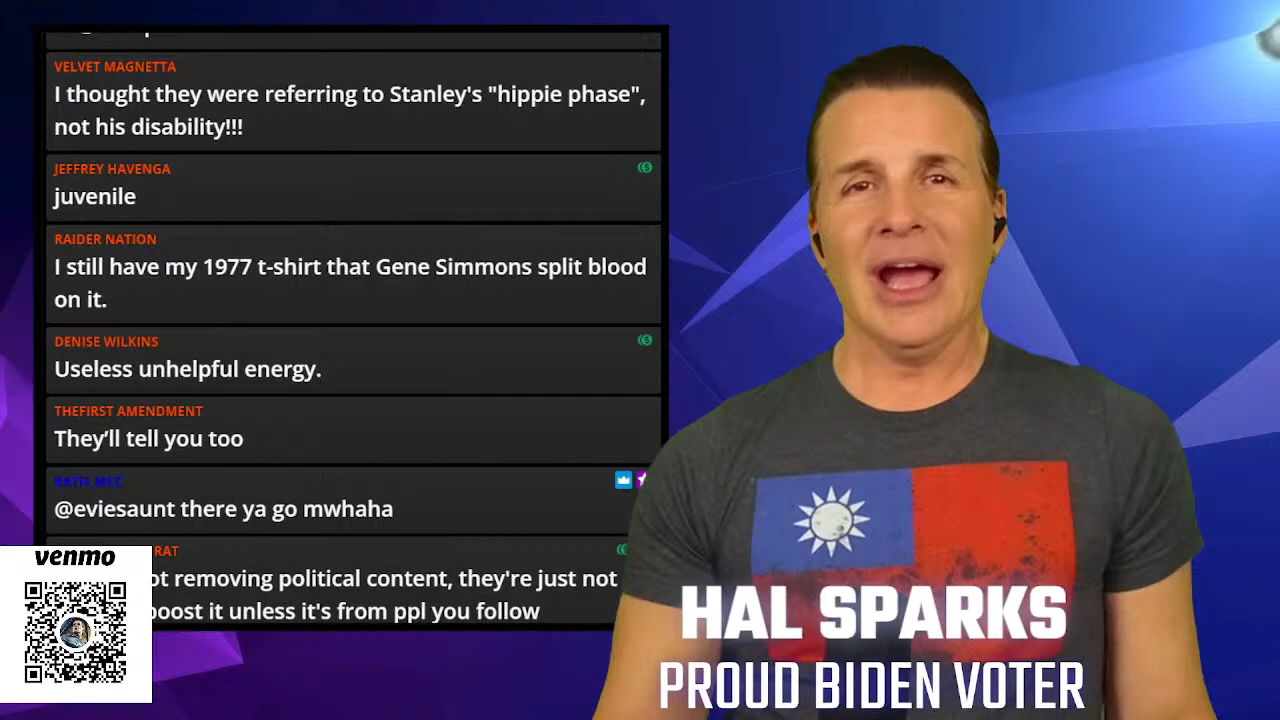 VELVET MAGNETTA
I thought they were referring to Stanley's "hippie phase",
not his disability!!!
JEFFREY HAVENGA
juvenile
RAIDER NATION
I still have my 1977 t-shirt that Gene Simmons split blood
on it.
DENISE WILKINS
Useless unhelpful energy.
THEFIRST AMENDMENT
They'll tell you too
MCC
@eviesaunt there ya go mwhaha
venmo
RAT
ot removing political content, they're just not
boost it unless it's from ppl you follow
HAL SPARKS
PROUD BIDEN VOTER